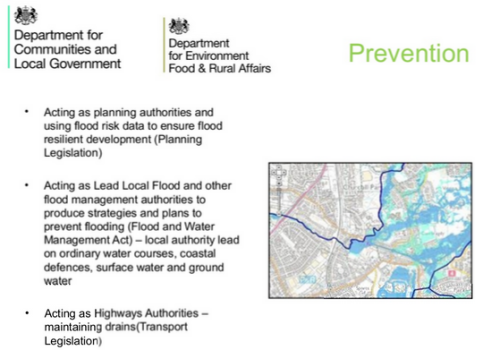 Department for
Communities and
Local Government
Department
for Environment
Food & Rural Affairs
Prevention
• Acting as planning authorities and
using flood risk data to ensure flood
resilient development (Planning
Legislation)
• Acting as Lead Local Flood and other
flood management authorities to
produce strategies and plans to
prevent flooding (Flood and Water
Management Act) – local authority lead
on ordinary water courses, coastal
defences, surface water and ground
water
• Acting as Highways Authorities –
maintaining drains(Transport
Legislation)